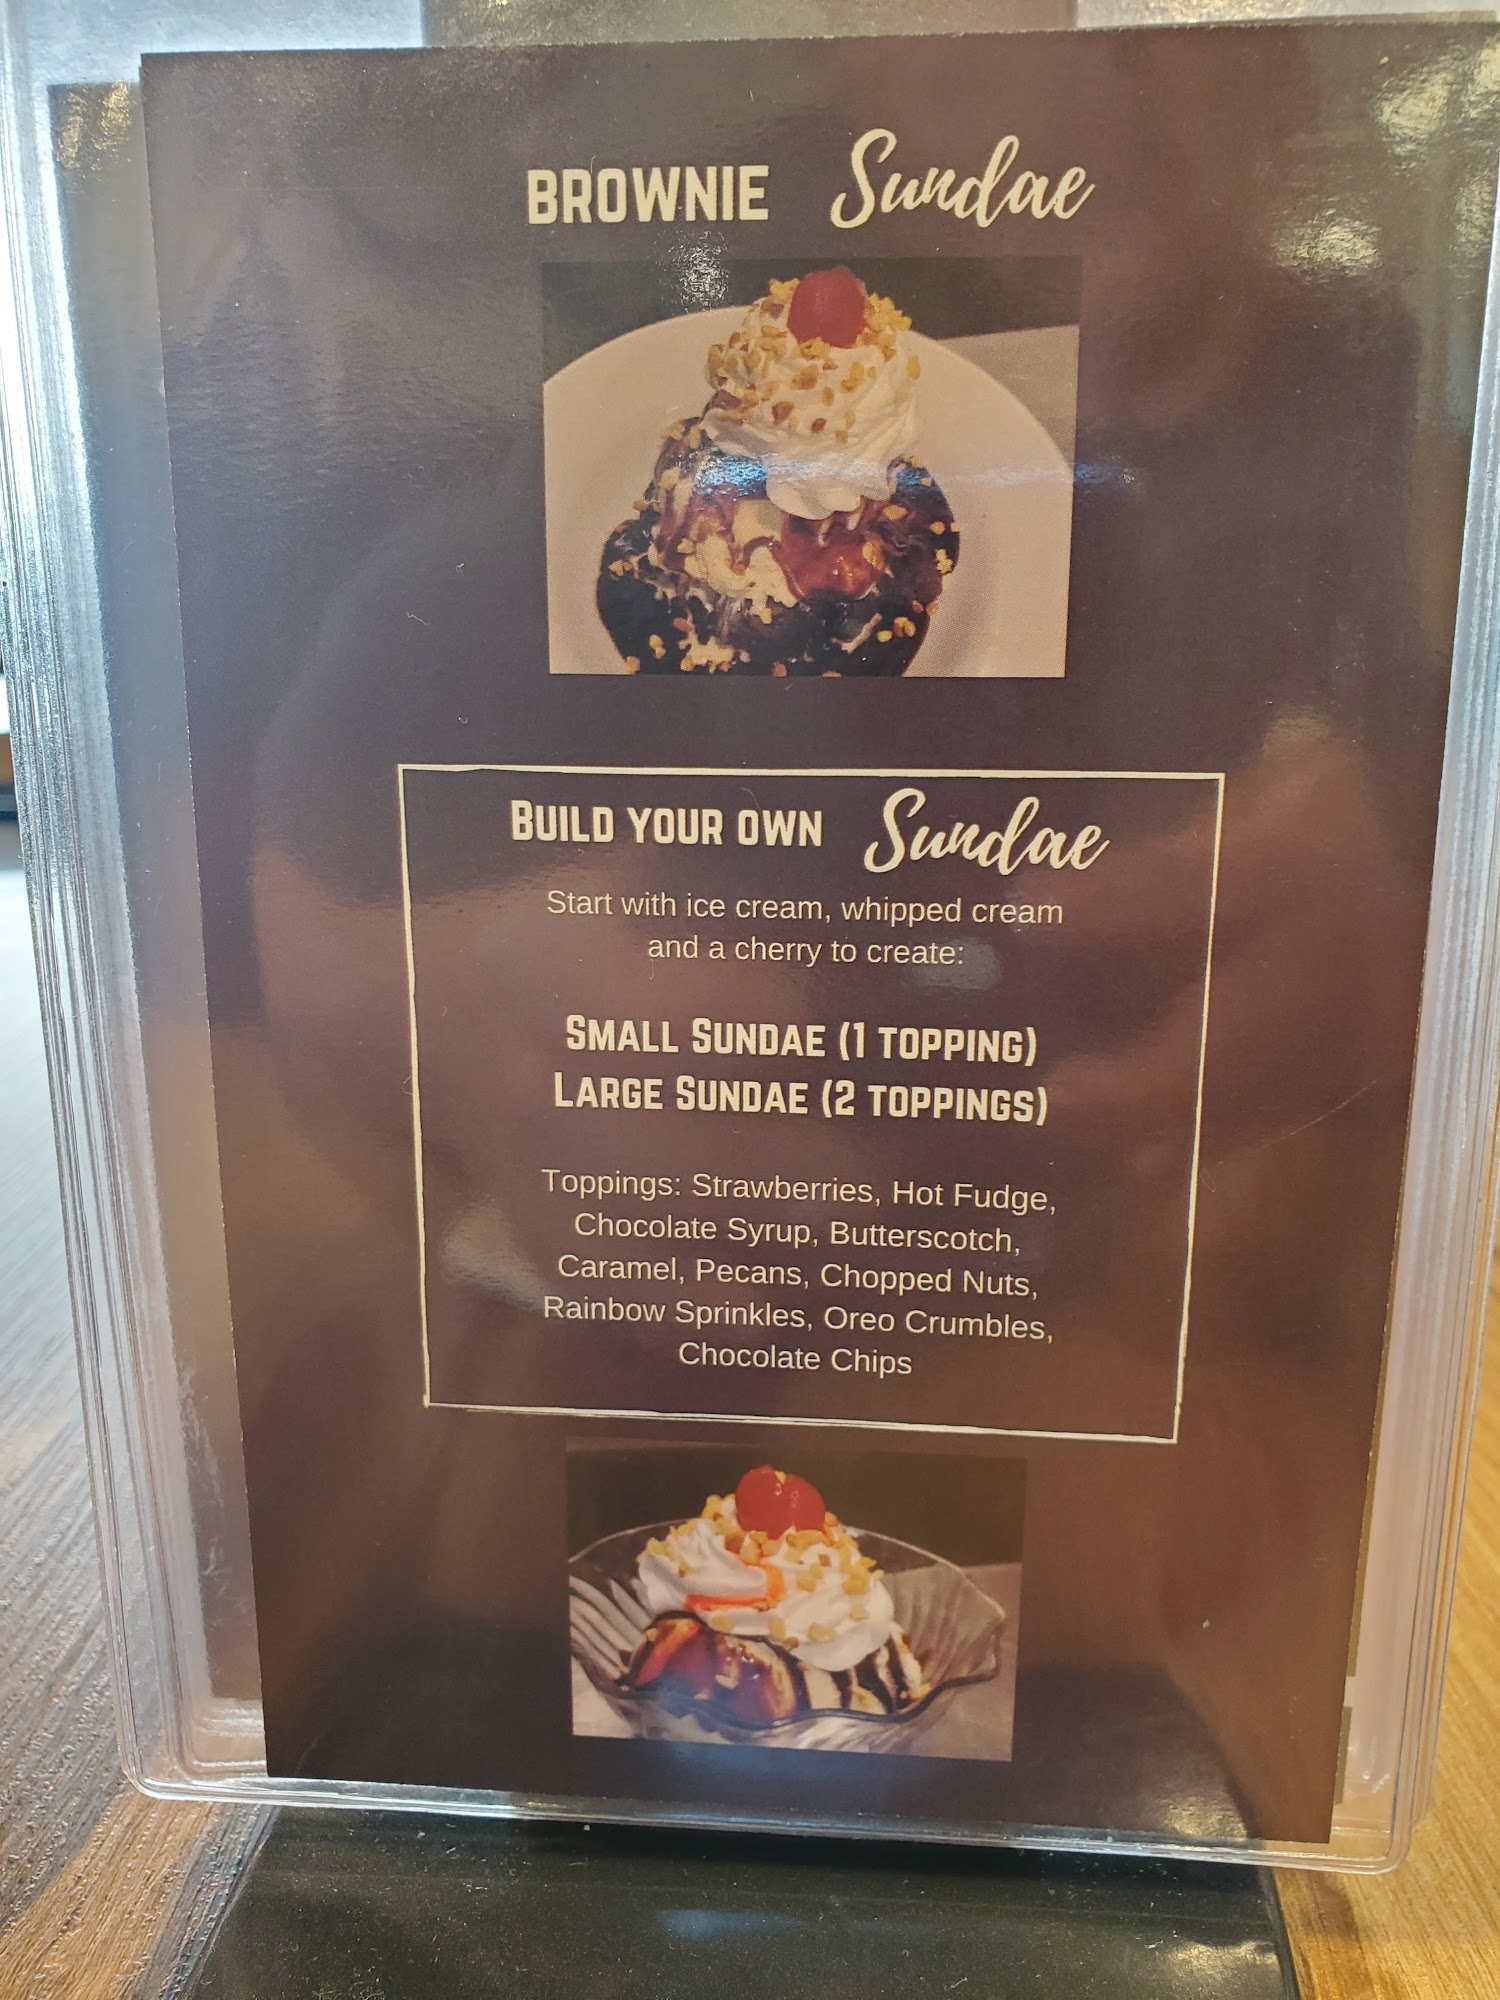 BROWNIE Sundae
BUILD YOUR OWN Sundae
Start with ice cream, whipped cream
and a cherry to create:
SMALL SUNDAE (1 TOPPING)
LARGE SUNDAE (2 TOPPINGS)
Toppings: Strawberries, Hot Fudge,
Chocolate Syrup, Butterscotch,
Caramel, Pecans, Chopped Nuts,
Rainbow Sprinkles, Oreo Crumbles,
Chocolate Chips